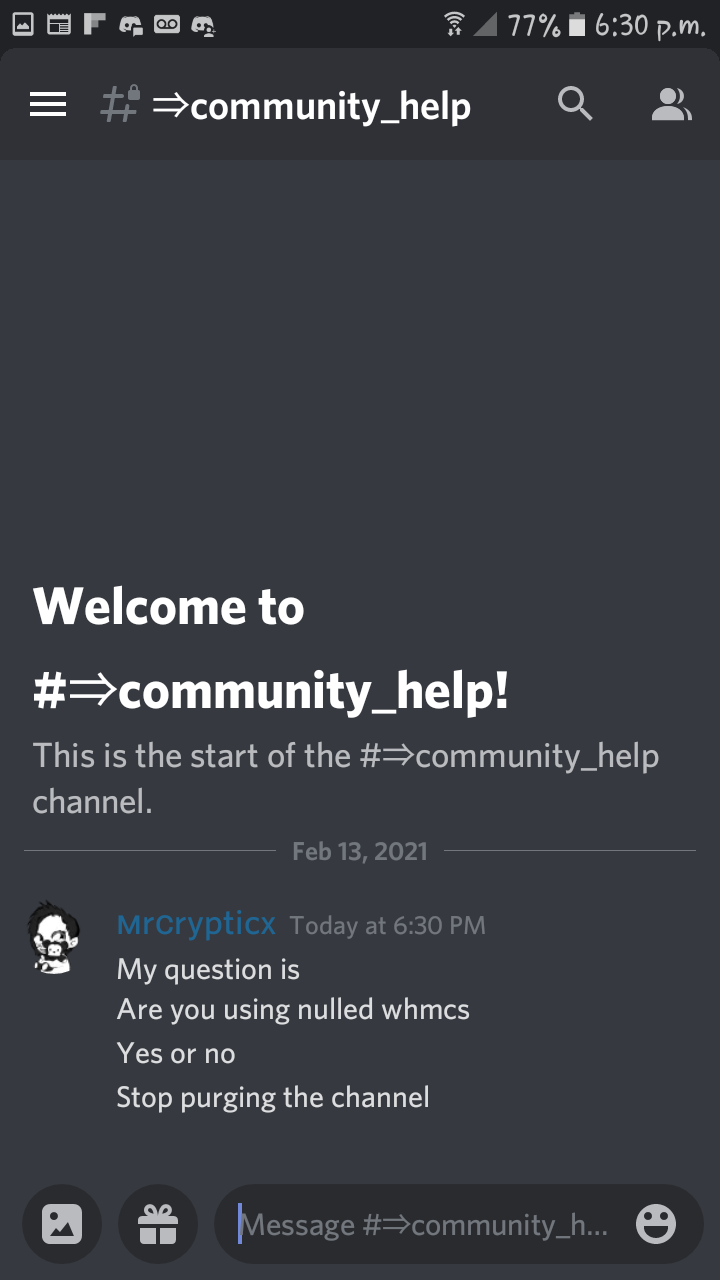 77% 6:30 p.m.
# ⇒community_help
Welcome to
#⇒community_help!
This is the start of the #⇒community_help
channel.
Feb 13, 2021
MrCrypticx Today at 6:30 PM
My question is
Are you using nulled whmcs
Yes or no
Stop purging the channel
Message #⇒community_h...